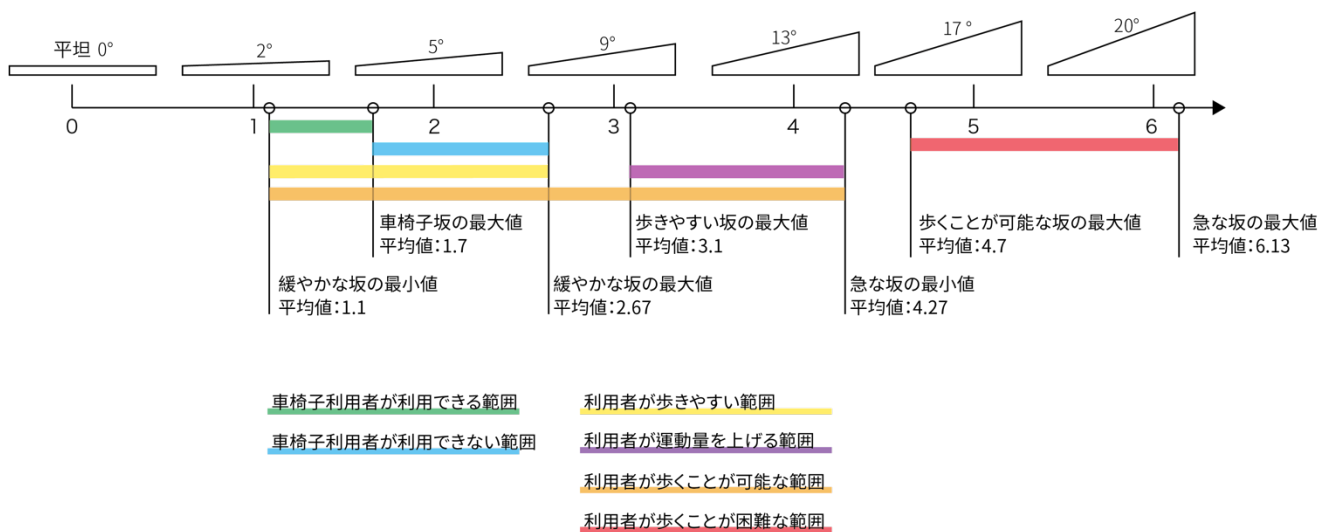 平坦 0°
2°
5°
9°
13°
17 °
20°
0
1
2
3
4
5
6
車椅子坂の最大値
平均値：1.7
歩きやすい坂の最大値
平均値：3.1
歩くことが可能な坂の最大値
平均値：4.7
急な坂の最大値
平均値：6.13
緩やかな坂の最小値
平均値：1.1
緩やかな坂の最大値
平均値：2.67
急な坂の最小値
平均値：4.27
車椅子利用者が利用できる範囲
車椅子利用者が利用できない範囲
利用者が歩きやすい範囲
利用者が運動量を上げる範囲
利用者が歩くことが可能な範囲
利用者が歩くことが困難な範囲